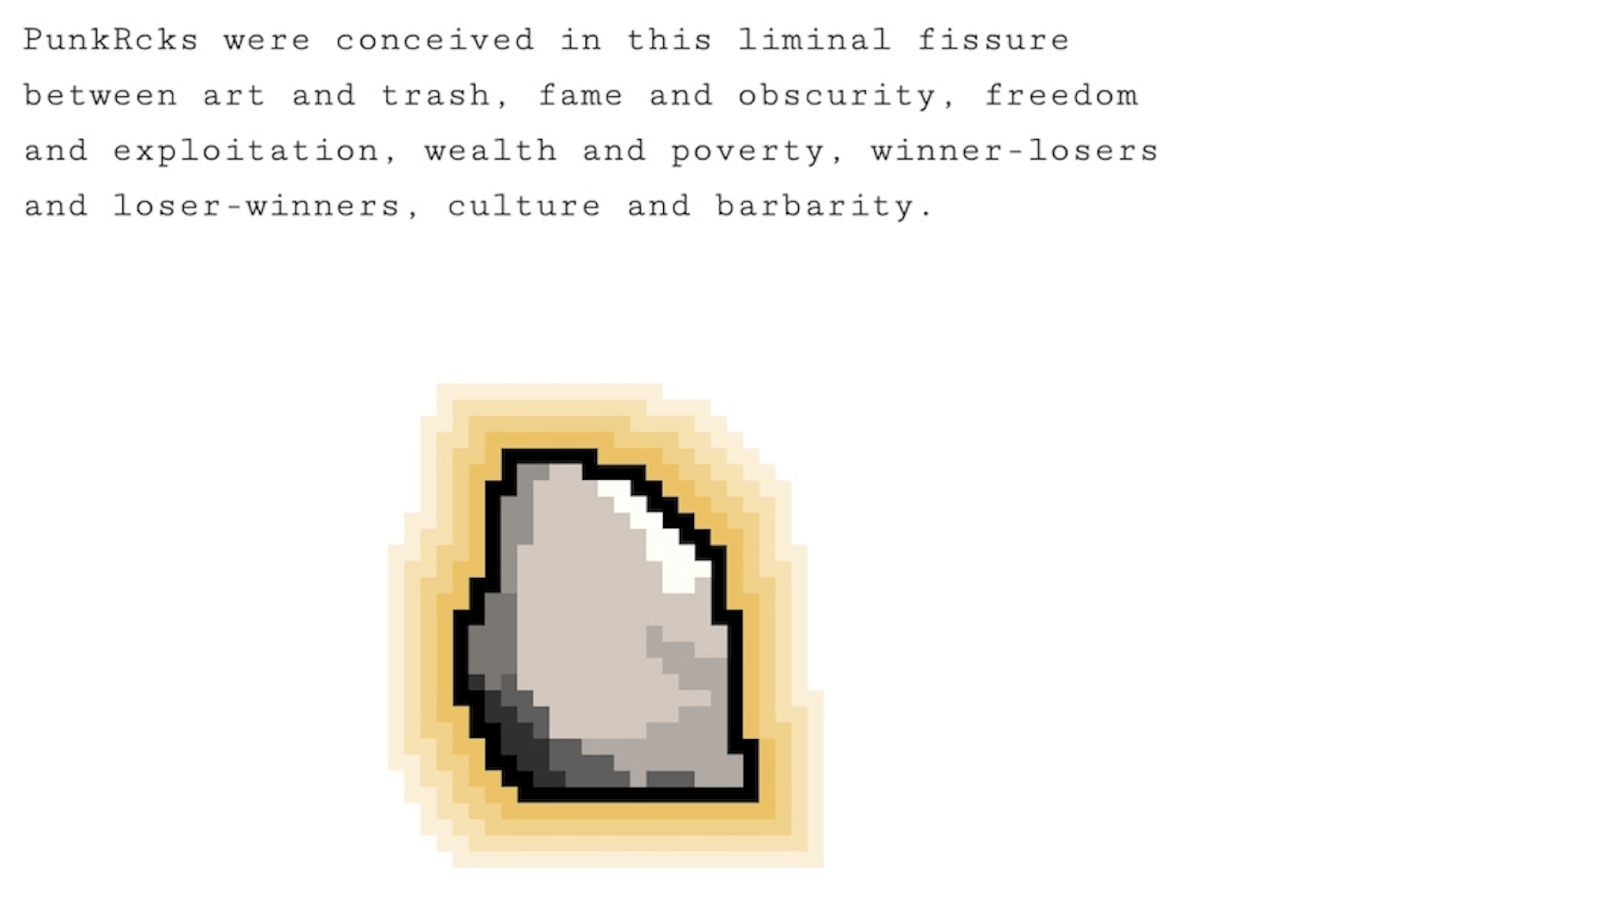 PunkRcks were conceived in this liminal fissure
between art and trash, fame and obscurity, freedom
and exploitation, wealth and poverty, winner-losers
and loser-winners, culture and barbarity.